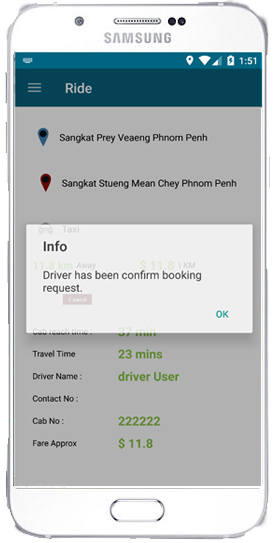 SAMSUNG
1:51
Ride
Sangkat Prey Veaeng Phnom Penh
Sangkat Stueng Mean Chey Phnom Penh
Taxi
Info
11.8 km Away $ 11.8 \KM
Driver has been confirm booking
request.
Cancel
OK
Cab reach time : 37 min
Travel Time 23 mins
Driver Name : driver User
Contact No :
Cab No : 222222
Fare Approx $ 11.8